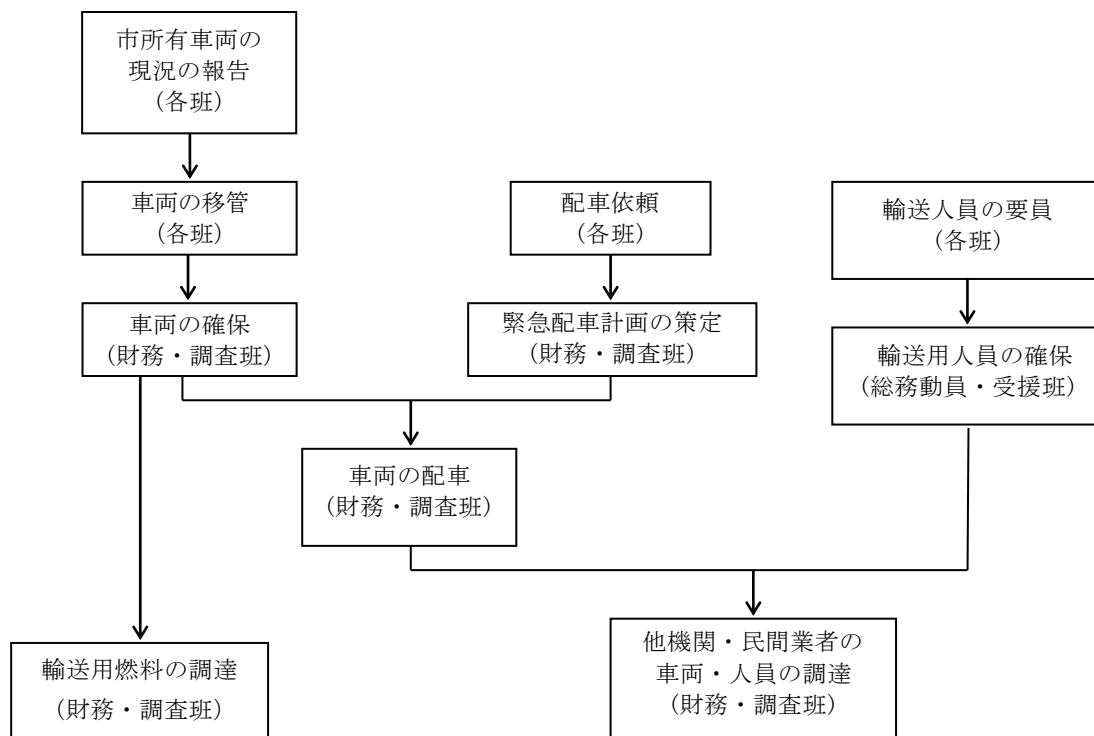 市所有車両の
現況の報告
(各班)
車両の移管
(各班)
配車依頼
(各班)
輸送人員の要員
(各班)
車両の確保
(財務・調査班)
緊急配車計画の策定
(財務・調査班)
輸送用人員の確保
(総務動員・受援班)
車両の配車
(財務・調査班)
輸送用燃料の調達
(財務・調査班)
他機関・民間業者の
車両・人員の調達
(財務・調査班)